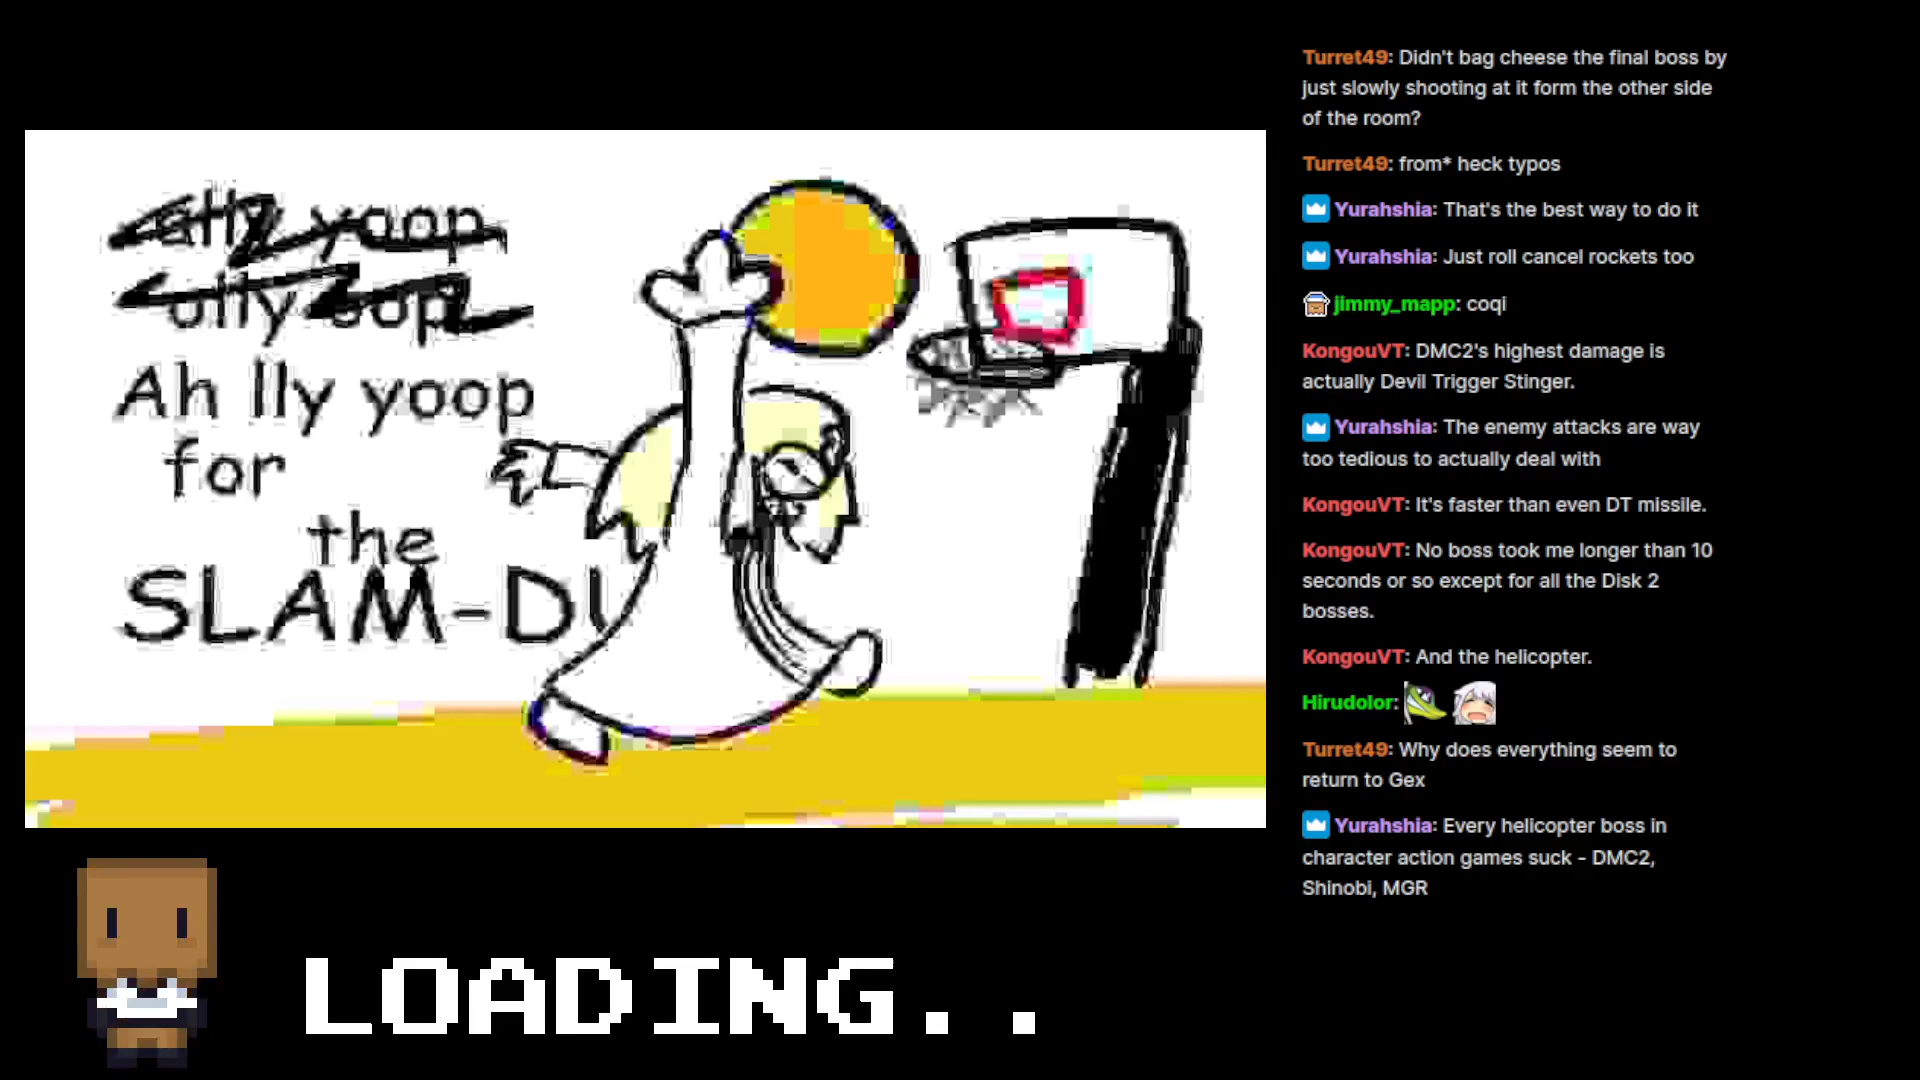 ally yoop
olly oop
Ah lly yoop
for
the
SLAM-DU
LOADING..
Turret49: Didn't bag cheese the final boss by
just slowly shooting at it form the other side
of the room?
Turret49: from* heck typos
Yurahshia: That's the best way to do it
Yurahshia: Just roll cancel rockets too
jimmy_mapp: coqi
KongouVT: DMC2's highest damage is
actually Devil Trigger Stinger.
Yurahshia: The enemy attacks are way
too tedious to actually deal with
KongouVT: It's faster than even DT missile.
KongouVT: No boss took me longer than 10
seconds or so except for all the Disk 2
bosses.
KongouVT: And the helicopter.
Hirudolor:
Turret49: Why does everything seem to
return to Gex
Yurahshia: Every helicopter boss in
character action games suck - DMC2,
Shinobi, MGR